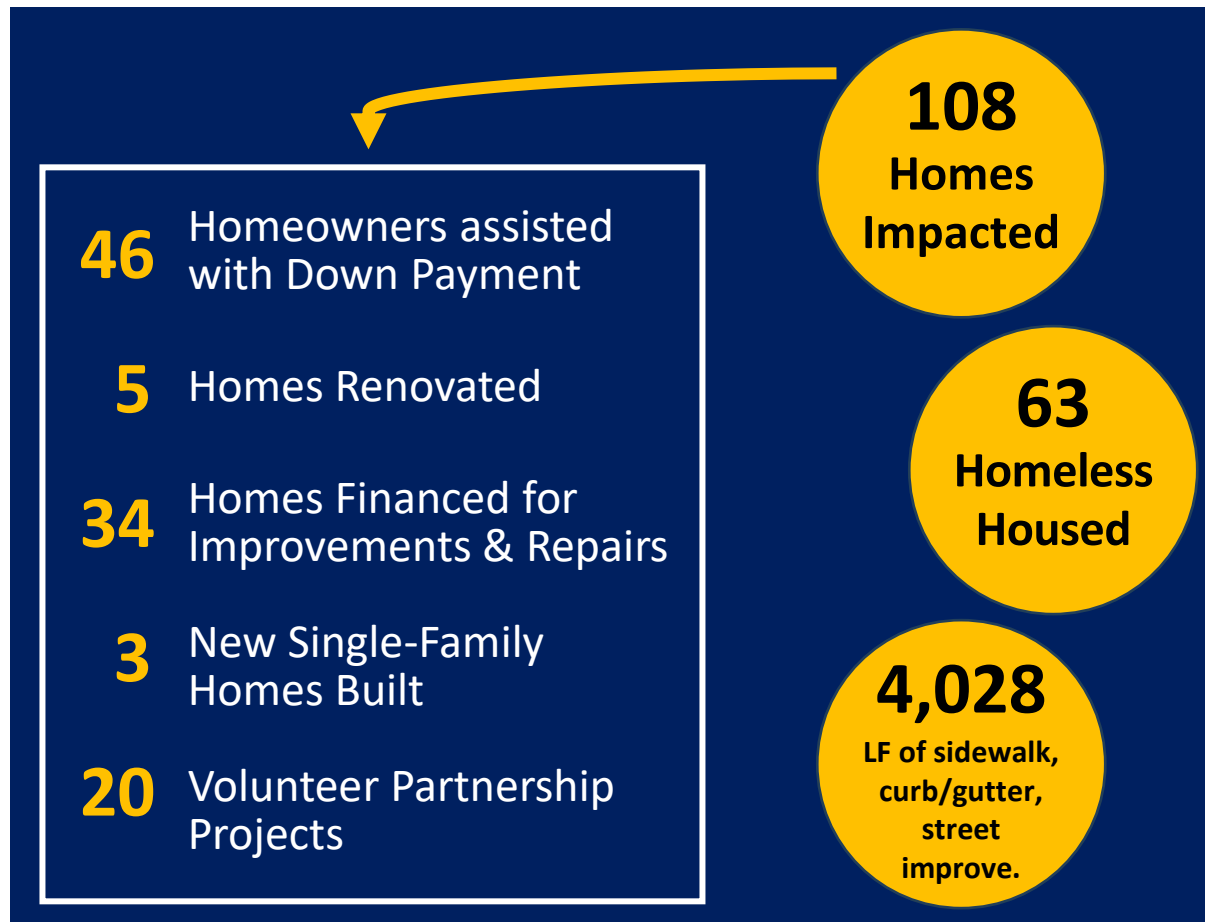 108
Homes
Impacted
46
Homeowners assisted
with Down Payment
5
Homes Renovated
34
Homes Financed for
Improvements & Repairs
3
New Single-Family
Homes Built
20
Volunteer Partnership
Projects
63
Homeless
Housed
4,028
LF of sidewalk,
curb/gutter,
street
improve.